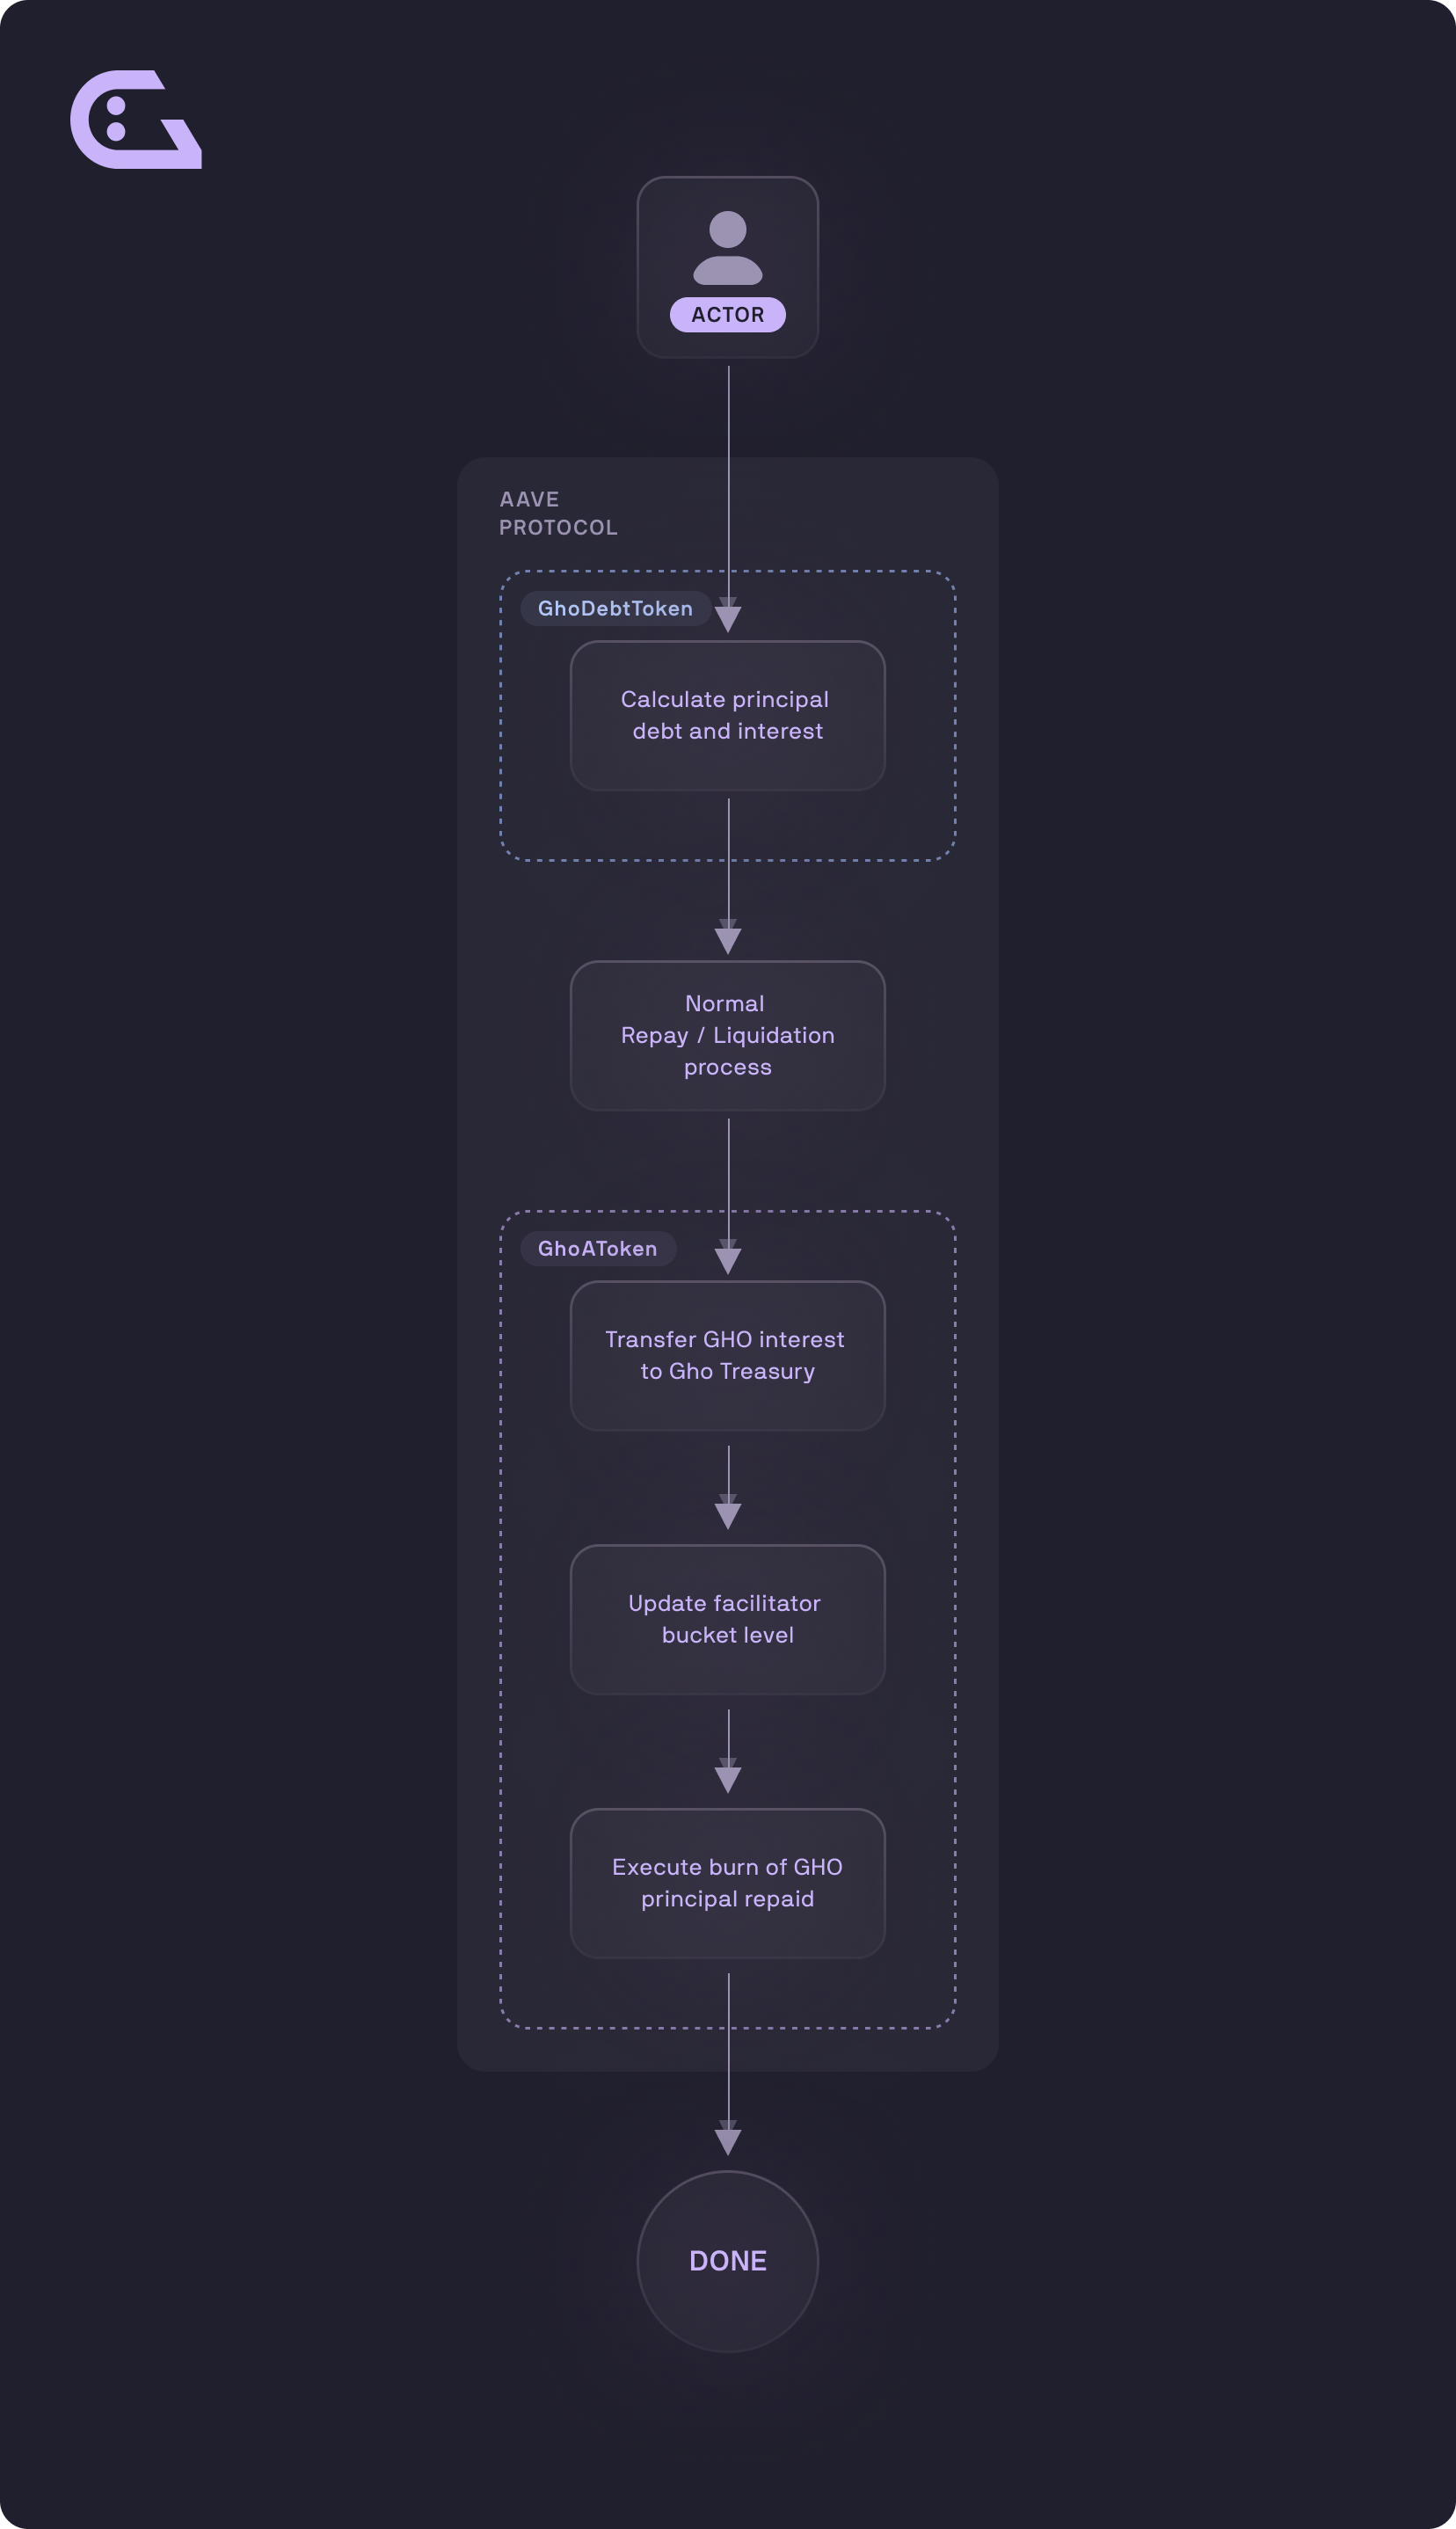 ACTOR
AAVE
PROTOCOL
GhoDebtToken
Calculate principal
debt and interest
Normal
Repay / Liquidation
process
GhoAToken
Transfer GHO interest
to Gho Treasury
Update facilitator
bucket level
Execute burn of GHO
principal repaid
DONE